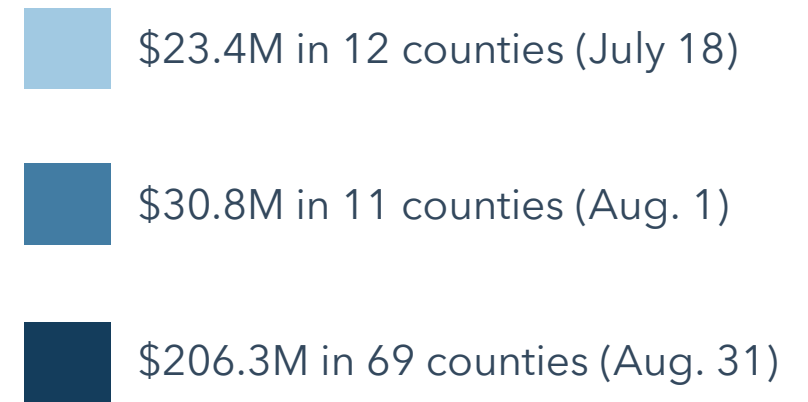 $23.4M in 12 counties (July 18)
$30.8M in 11 counties (Aug. 1)
$206.3M in 69 counties (Aug. 31)